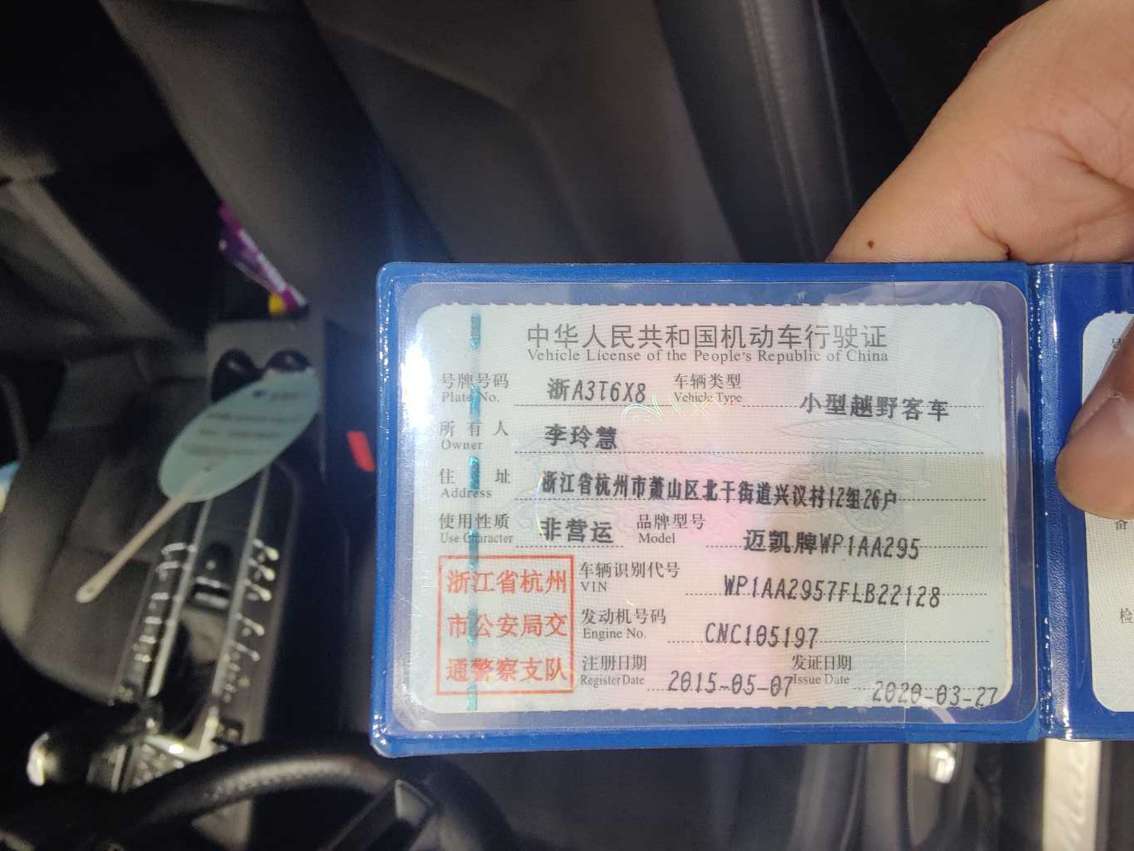 中华人民共和国机动车行驶证
Vehicle License of the People's Republic of China
号牌号码 浙A3T6X8 车辆类型 小型越野客车
Plate No. Vehicle Type
所有人 李玲慧
Owner
住址 浙江省杭州市萧山区北干街道兴议村12组26户
Address
使用性质 非营运 品牌型号 迈凯牌WP1AA295
Use Character Model
浙江省杭州
市公安局交
通警察支队
车辆识别代号 WP1AA2957FLB22128
VIN
发动机号码 CNC105197
Engine No.
注册日期 2015-05-07 发证日期 2020-03-27
Register Date Issue Date